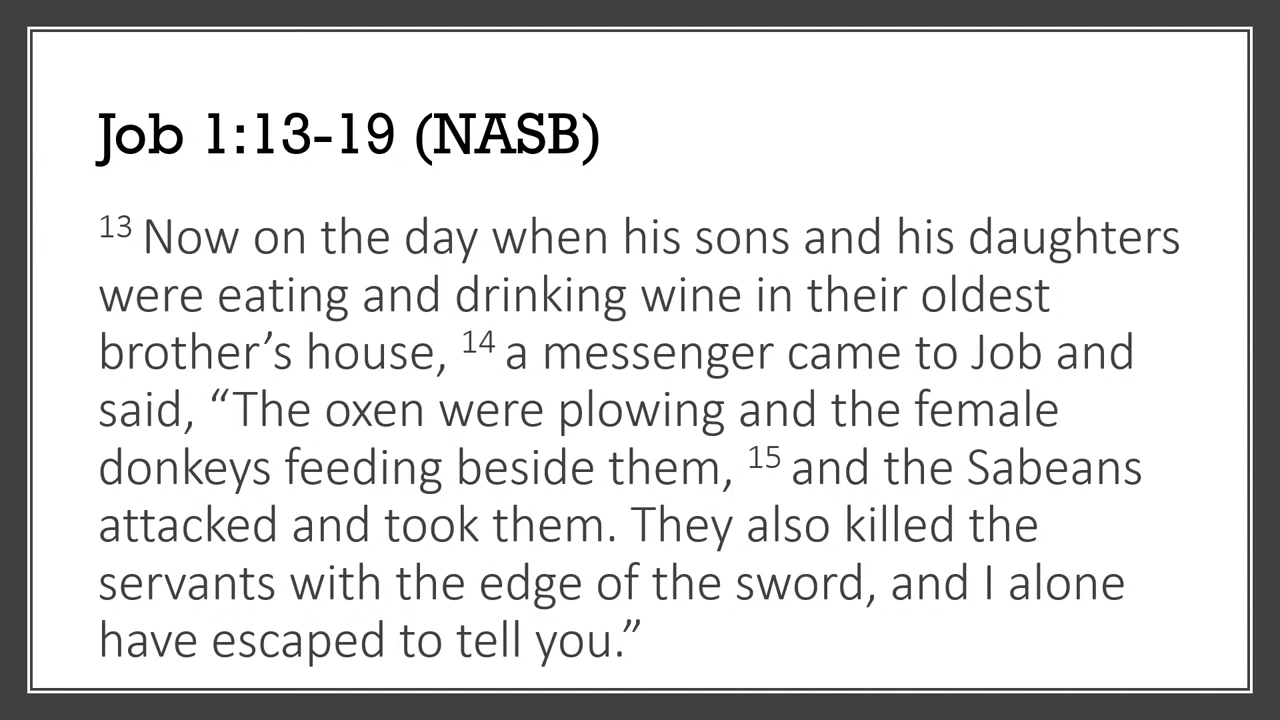 Job 1:13-19 (NASB)
13 Now on the day when his sons and his daughters
were eating and drinking wine in their oldest
brother’s house, 14 a messenger came to Job and
said, “The oxen were plowing and the female
donkeys feeding beside them, 15 and the Sabeans
attacked and took them. They also killed the
servants with the edge of the sword, and I alone
have escaped to tell you.”